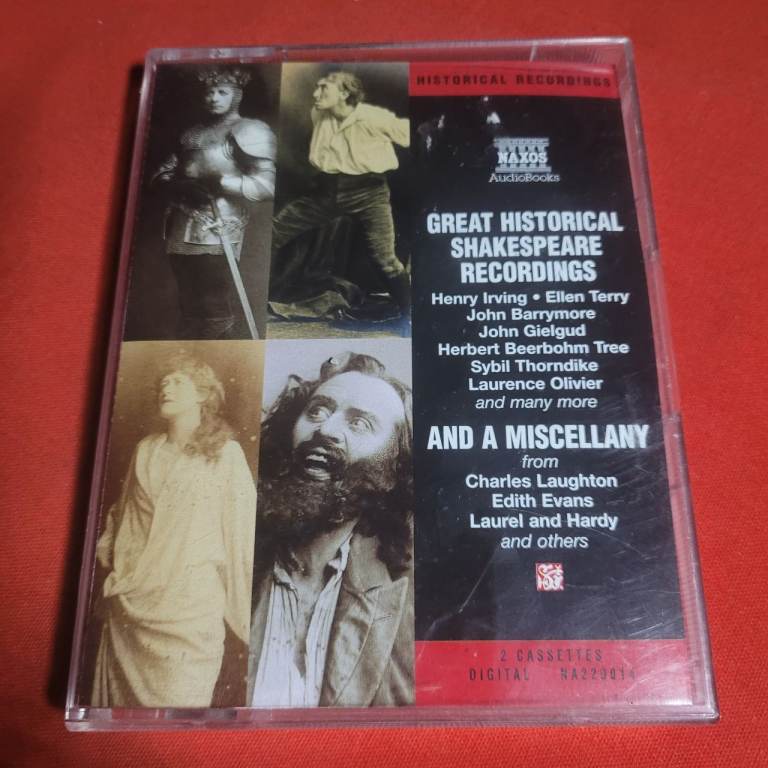 HISTORICAL RECORDINGS
NAXOS
AudioBooks
GREAT HISTORICAL
SHAKESPEARE
RECORDINGS
Henry Irving • Ellen Terry
John Barrymore
John Gielgud
Herbert Beerbohm Tree
Sybil Thorndike
Laurence Olivier
and many more
AND A MISCELLANY
from
Charles Laughton
Edith Evans
Laurel and Hardy
and others
2 CASSETTES
DIGITAL NA220014